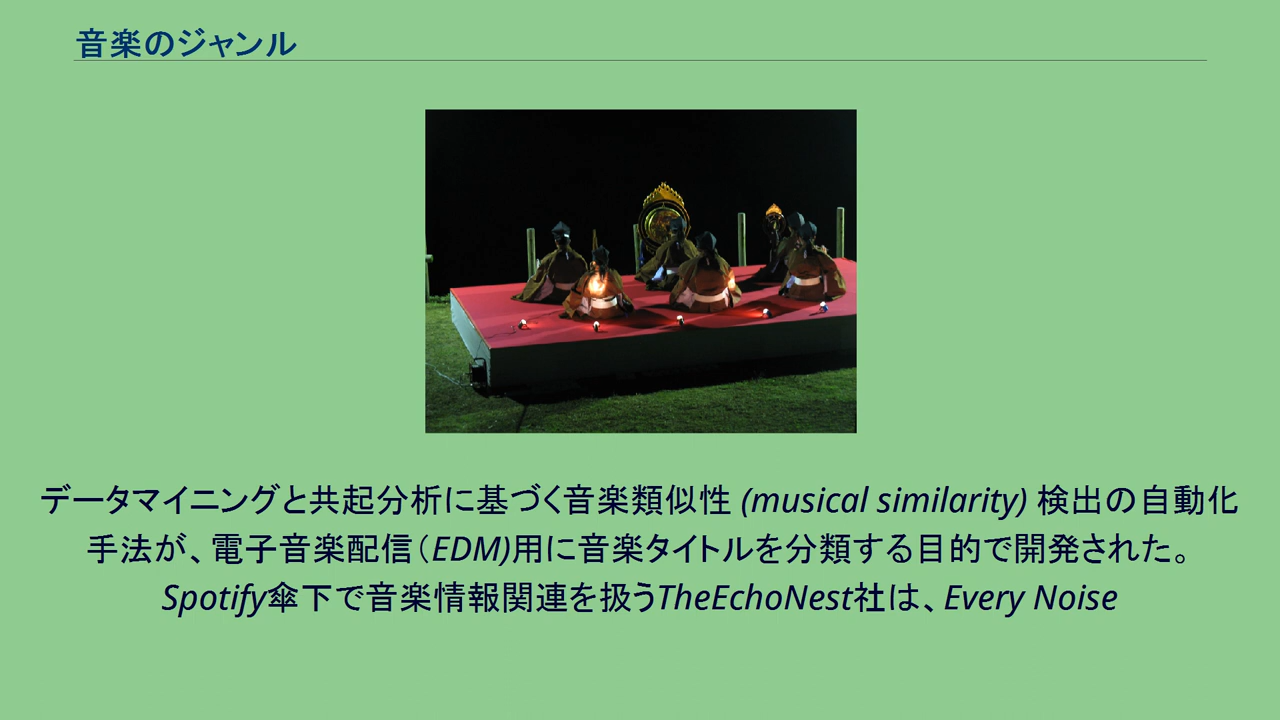 音楽のジャンル
データマイニングと共起分析に基づく音楽類似性 (musical similarity) 検出の自動化
手法が、電子音楽配信（EDM)用に音楽タイトルを分類する目的で開発された。
Spotify傘下で音楽情報関連を扱うTheEchoNest社は、Every Noise